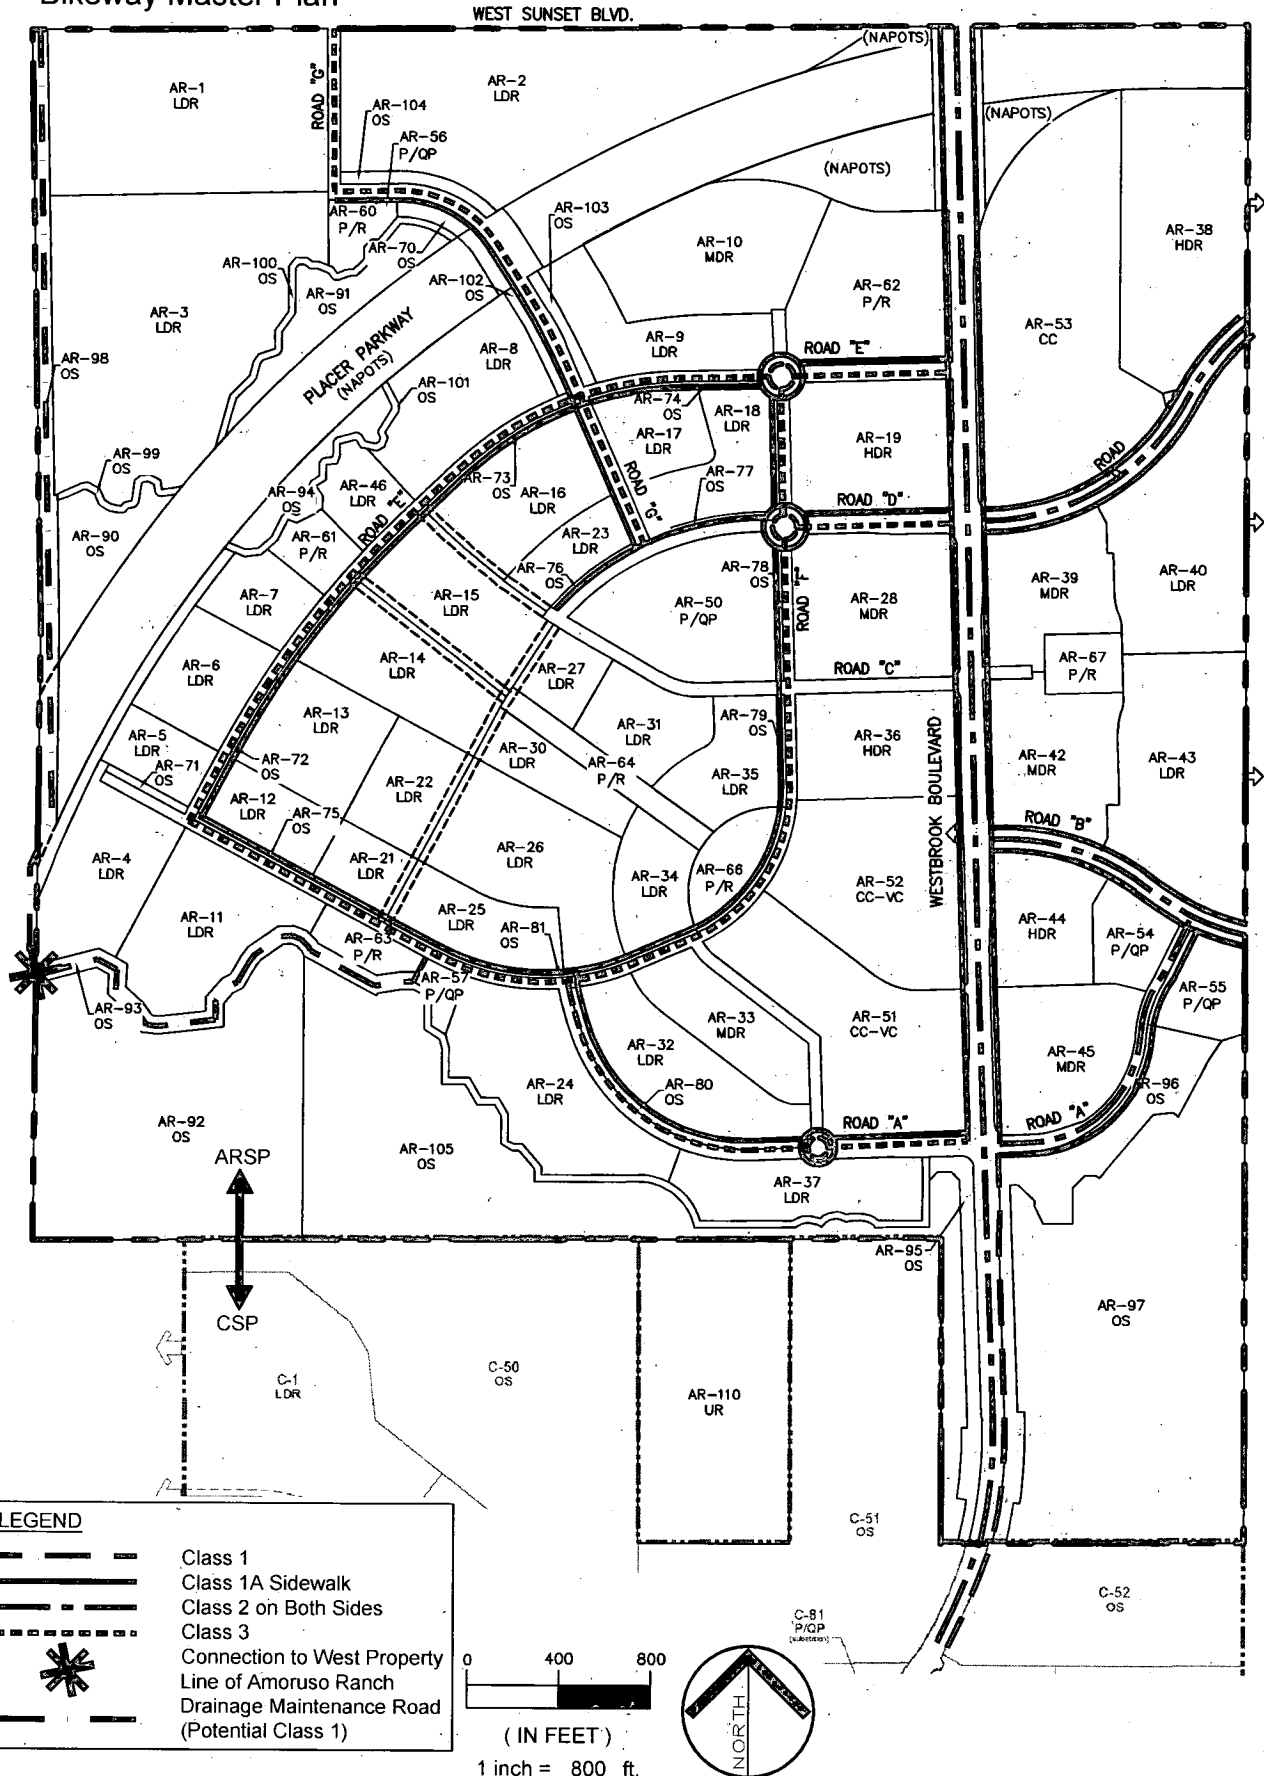 Bikeway Master Plan
WEST SUNSET BLVD.
(NAPOTS)
AR-1
LDR
ROAD "G"
AR-2
LDR
AR-104
OS
AR-56
P/QP
(NAPOTS)
(NAPOTS)
AR-60
P/R
AR-70
OS
AR-103
OS
AR-10
MDR
AR-38
HDR
AR-100
OS
AR-91
OS
AR-102
OS
AR-62
P/R
AR-3
LDR
PLACER PARKWAY
(NAPOTS)
AR-8
LDR
AR-9
LDR
ROAD "E"
AR-53
CC
AR-98
OS
AR-101
OS
AR-74
OS
AR-18
LDR
AR-17
LDR
AR-19
HDR
AR-99
OS
AR-94
OS
AR-46
LDR
AR-73
OS
AR-16
LDR
ROAD "G"
AR-77
OS
ROAD "D"
ROAD
AR-90
OS
AR-61
P/R
ROAD "E"
AR-23
LDR
AR-76
OS
AR-78
OS
ROAD "F"
AR-7
LDR
AR-15
LDR
AR-50
P/QP
AR-28
MDR
AR-39
MDR
AR-40
LDR
AR-6
LDR
AR-14
LDR
AR-27
LDR
ROAD "C"
AR-67
P/R
AR-5
LDR
AR-71
OS
AR-72
OS
AR-13
LDR
AR-30
LDR
AR-31
LDR
AR-64
P/R
AR-79
OS
AR-36
HDR
WESTBROOK BOULEVARD
AR-42
MDR
AR-43
LDR
AR-12
LDR
AR-75
OS
AR-22
LDR
AR-35
LDR
ROAD "B"
AR-4
LDR
AR-21
LDR
AR-26
LDR
AR-34
LDR
AR-66
P/R
AR-52
CC-VC
AR-11
LDR
AR-63
P/R
AR-25
LDR
AR-81
OS
AR-44
HDR
AR-54
P/QP
AR-57
P/QP
AR-55
P/QP
AR-93
OS
AR-33
MDR
AR-51
CC-VC
AR-32
LDR
AR-45
MDR
AR-24
LDR
AR-80
OS
AR-96
OS
AR-92
OS
AR-105
OS
ROAD "A"
ROAD "A"
ARSP
AR-37
LDR
AR-95
OS
CSP
AR-97
OS
C-1
LDR
C-50
OS
AR-110
UR
C-51
OS
C-52
OS
C-81
P/QP
(substation)
LEGEND
Class 1
Class 1A Sidewalk
Class 2 on Both Sides
Class 3
Connection to West Property
Line of Amoruso Ranch
Drainage Maintenance Road
(Potential Class 1)
0 400 800
( IN FEET )
1 inch = 800 ft.
NORTH